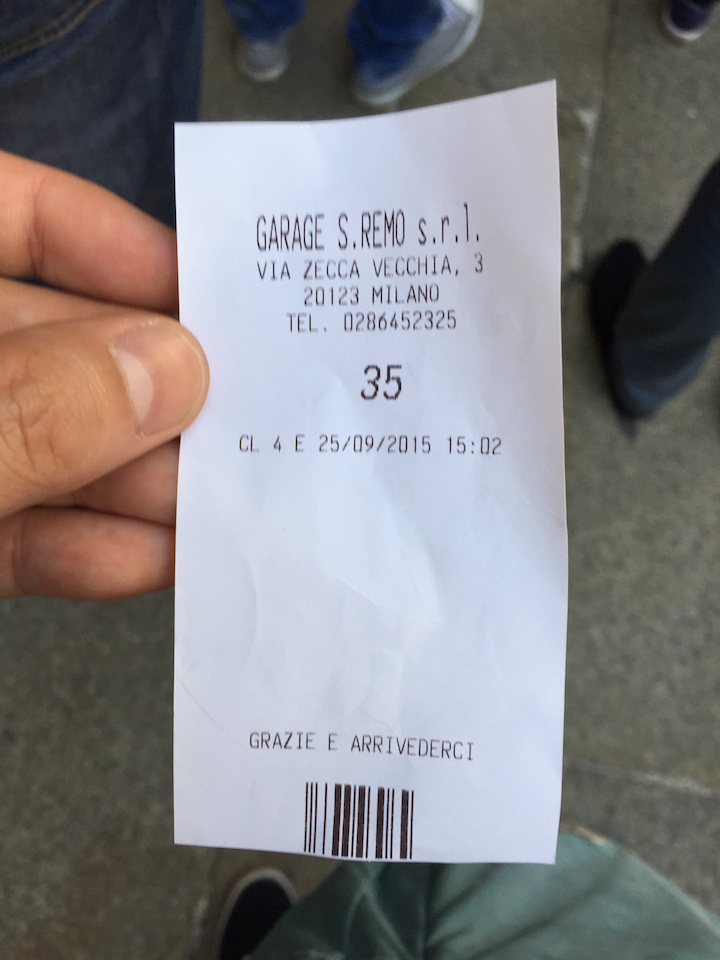 GARAGE S.REMO s.r.l.
VIA ZECCA VECCHIA, 3
20123 MILANO
TEL. 0286452325
35
CL 4 E 25/09/2015 15:02
GRAZIE E ARRIVEDERCI